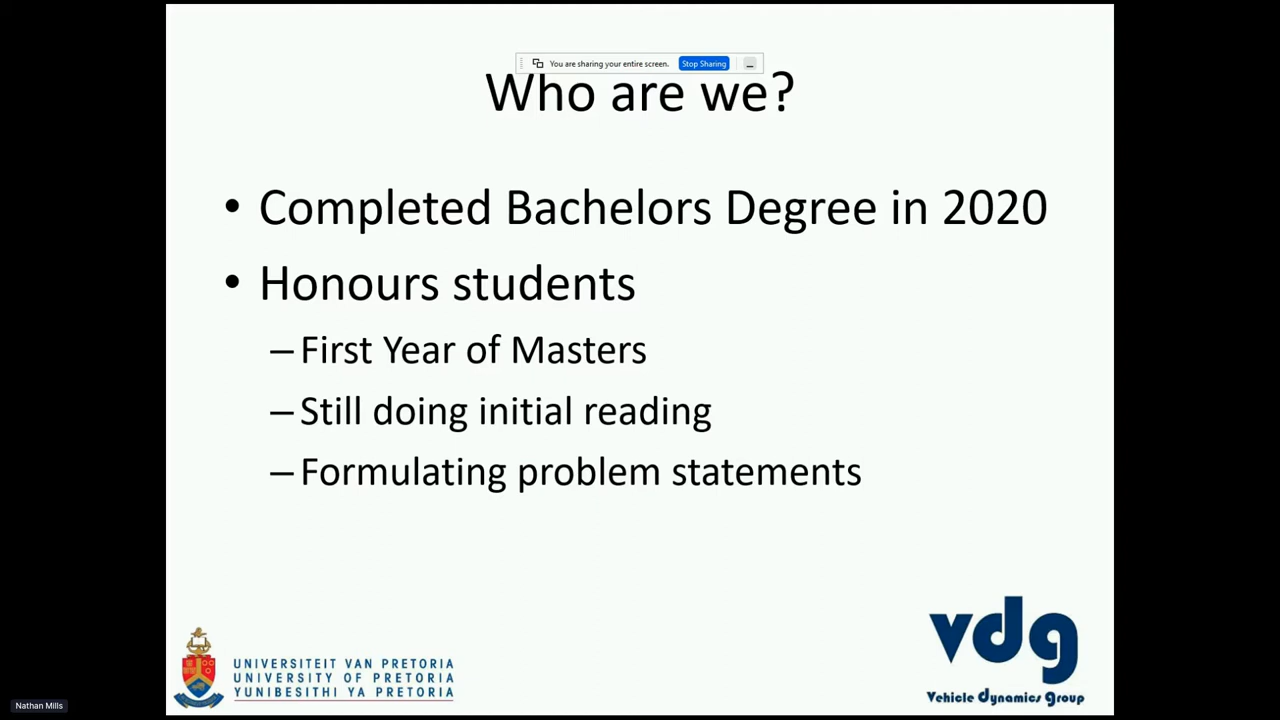 You are sharing your entire screen. Stop Sharing
Who are we?
• Completed Bachelors Degree in 2020
• Honours students
– First Year of Masters
– Still doing initial reading
– Formulating problem statements
UNIVERSITEIT VAN PRETORIA
UNIVERSITY OF PRETORIA
YUNIBESITHI YA PRETORIA
vdg
Vehicle dynamics group
Nathan Mills